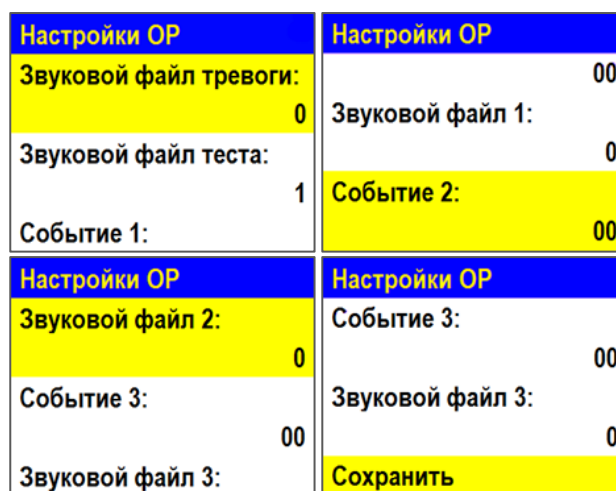 Настройки ОР
Звуковой файл тревоги:
0
Звуковой файл теста:
1
Событие 1:
Настройки ОР
00
Звуковой файл 1:
0
Событие 2:
00
Настройки ОР
Звуковой файл 2:
0
Событие 3:
00
Звуковой файл 3:
Настройки ОР
Событие 3:
00
Звуковой файл 3:
0
Сохранить